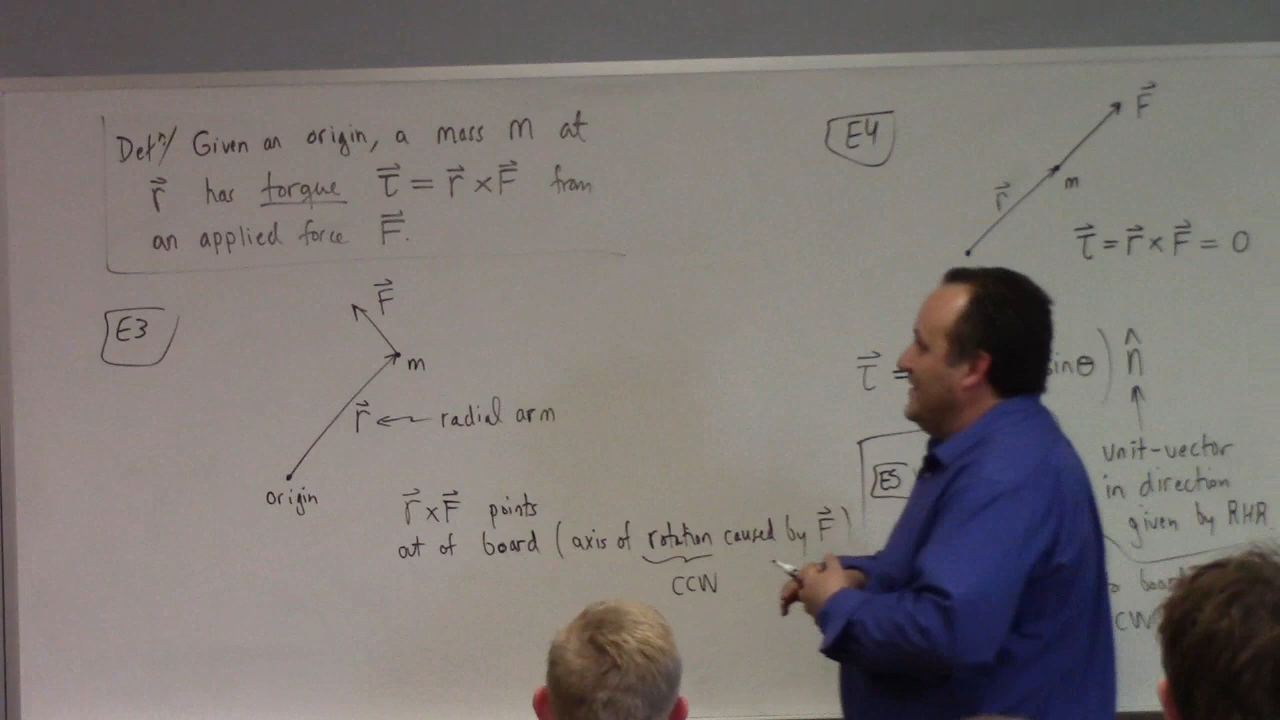 Defⁿ/ Given an origin, a mass m at
r⃗ has torque τ⃗ = r⃗ × F⃗ from
an applied force F⃗.
E3
F⃗
m
r⃗ ← radial arm
origin
r⃗ × F⃗ points
out of board (axis of rotation caused by F⃗)
CCW
E4
F⃗
m
r⃗
τ⃗ = r⃗ × F⃗ = 0
τ⃗ = sinθ) n̂
unit-vector
in direction
given by RHR
E5